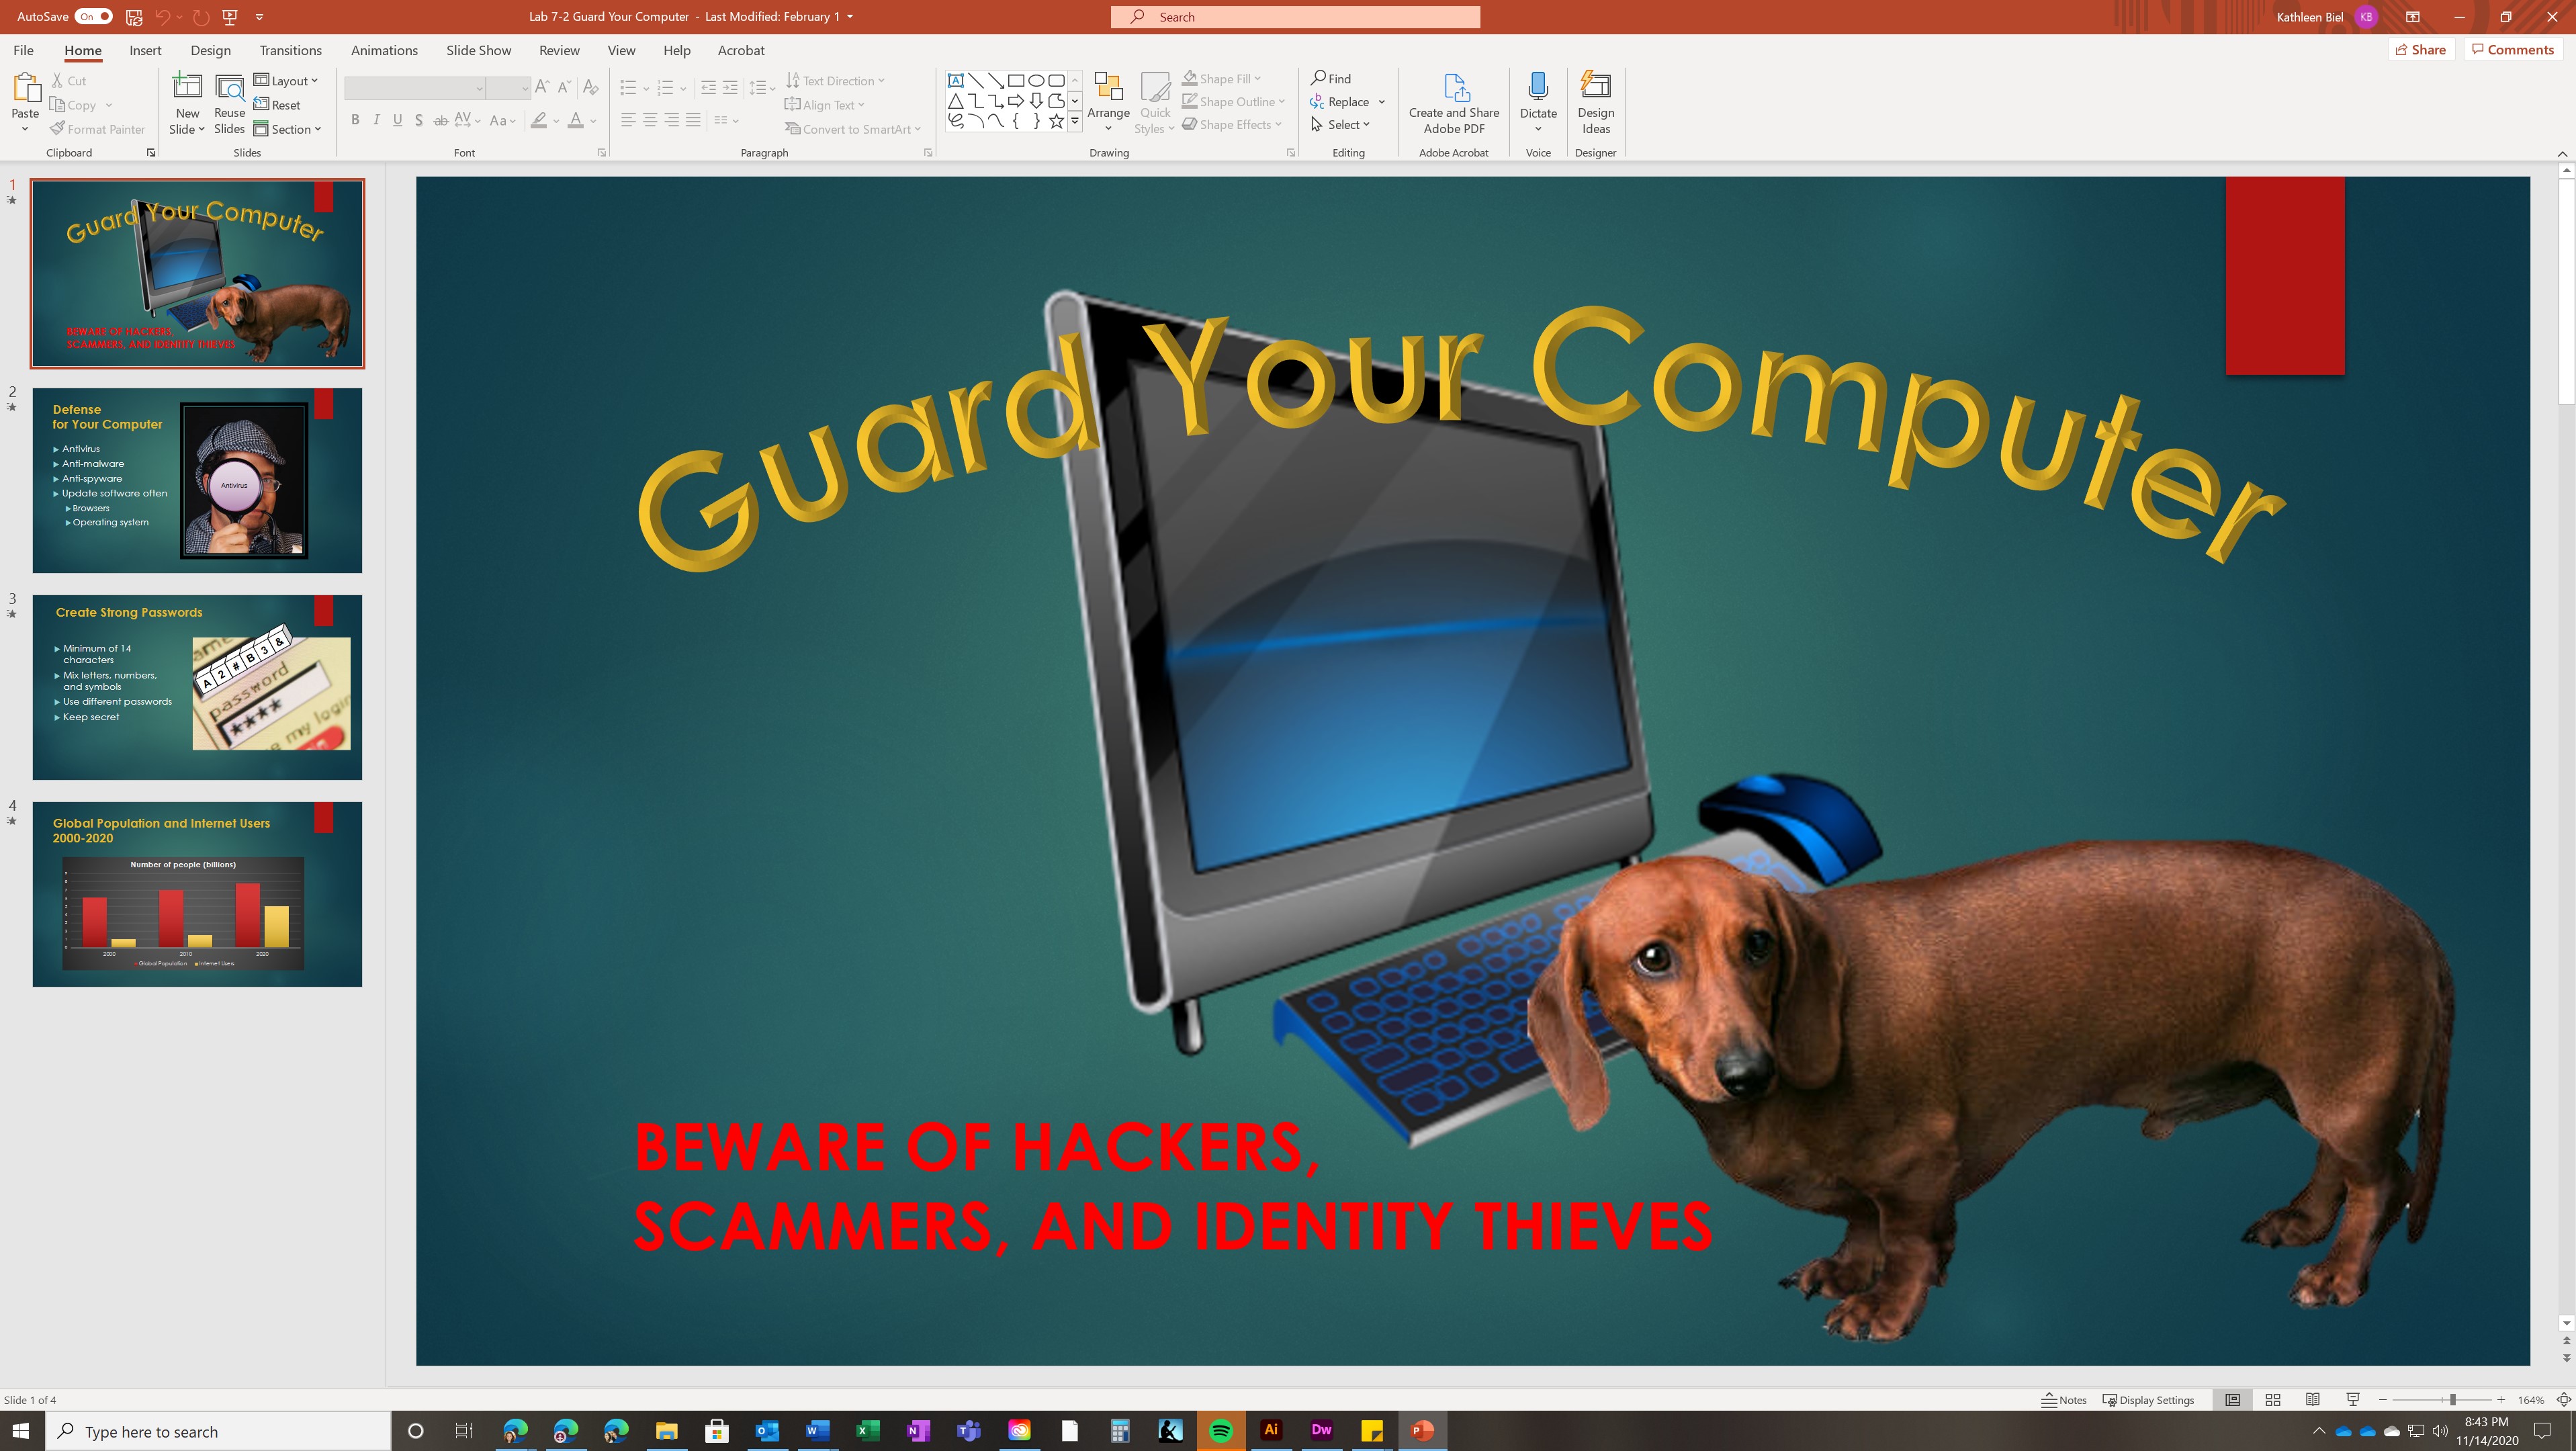 AutoSave On
Lab 7-2 Guard Your Computer - Last Modified: February 1
Search
Kathleen Biel KB
File Home Insert Design Transitions Animations Slide Show Review View Help Acrobat
Share Comments
Paste
Cut
Copy
Format Painter
Clipboard
New Slide
Reuse Slides
Layout
Reset
Section
Slides
B I U S ab AV Aa A
Font
Text Direction
Align Text
Convert to SmartArt
Paragraph
Arrange
Quick Styles
Shape Fill
Shape Outline
Shape Effects
Drawing
Find
Replace
Select
Editing
Create and Share
Adobe PDF
Adobe Acrobat
Dictate
Voice
Design
Ideas
Designer
1
Guard Your Computer
BEWARE OF HACKERS,
SCAMMERS, AND IDENTITY THIEVES
2
Defense
for Your Computer
Antivirus
Anti-malware
Anti-spyware
Update software often
Browsers
Operating system
Antivirus
3
Create Strong Passwords
Minimum of 14
characters
Mix letters, numbers,
and symbols
Use different passwords
Keep secret
A 2 # B 3 &
password
****
my login
4
Global Population and Internet Users
2000-2020
Number of people (billions)
2000 2010 2020
Global Population Internet Users
Guard Your Computer
BEWARE OF HACKERS,
SCAMMERS, AND IDENTITY THIEVES
Slide 1 of 4
Notes Display Settings 164%
Type here to search
Ai Dw
8:43 PM
11/14/2020